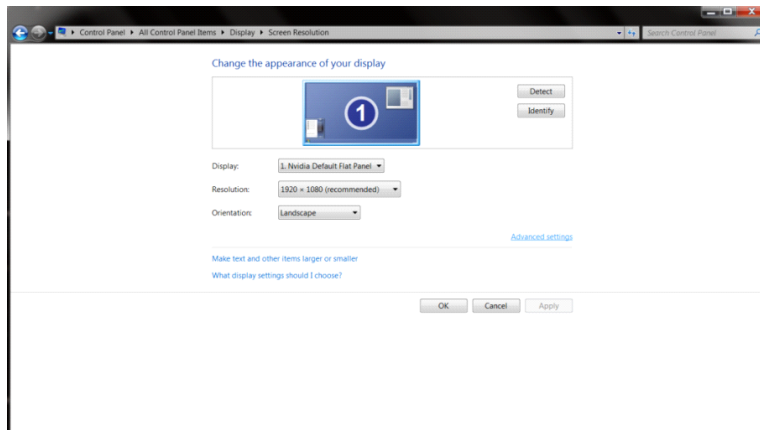 Control Panel ▸ All Control Panel Items ▸ Display ▸ Screen Resolution
Search Control Panel
Change the appearance of your display
1
Detect
Identify
Display: 1. Nvidia Default Flat Panel
Resolution: 1920 × 1080 (recommended)
Orientation: Landscape
Advanced settings
Make text and other items larger or smaller
What display settings should I choose?
OK Cancel Apply